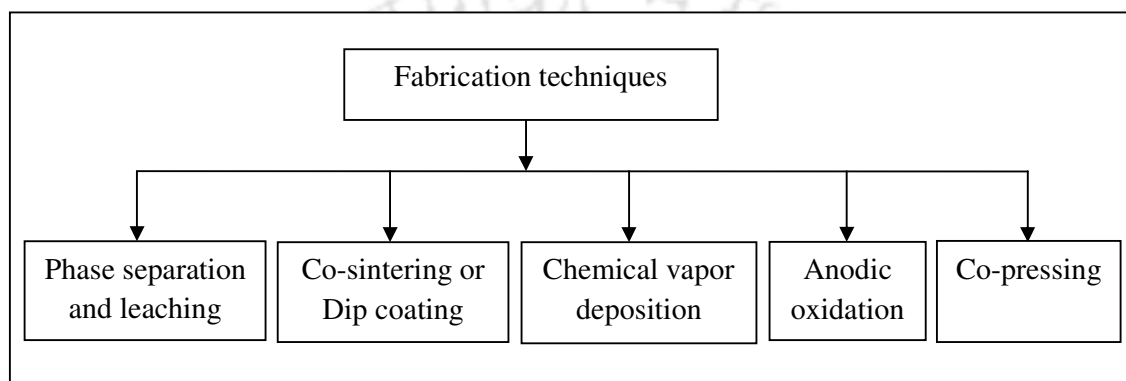 Fabrication techniques
Phase separation
and leaching
Co-sintering or
Dip coating
Chemical vapor
deposition
Anodic
oxidation
Co-pressing